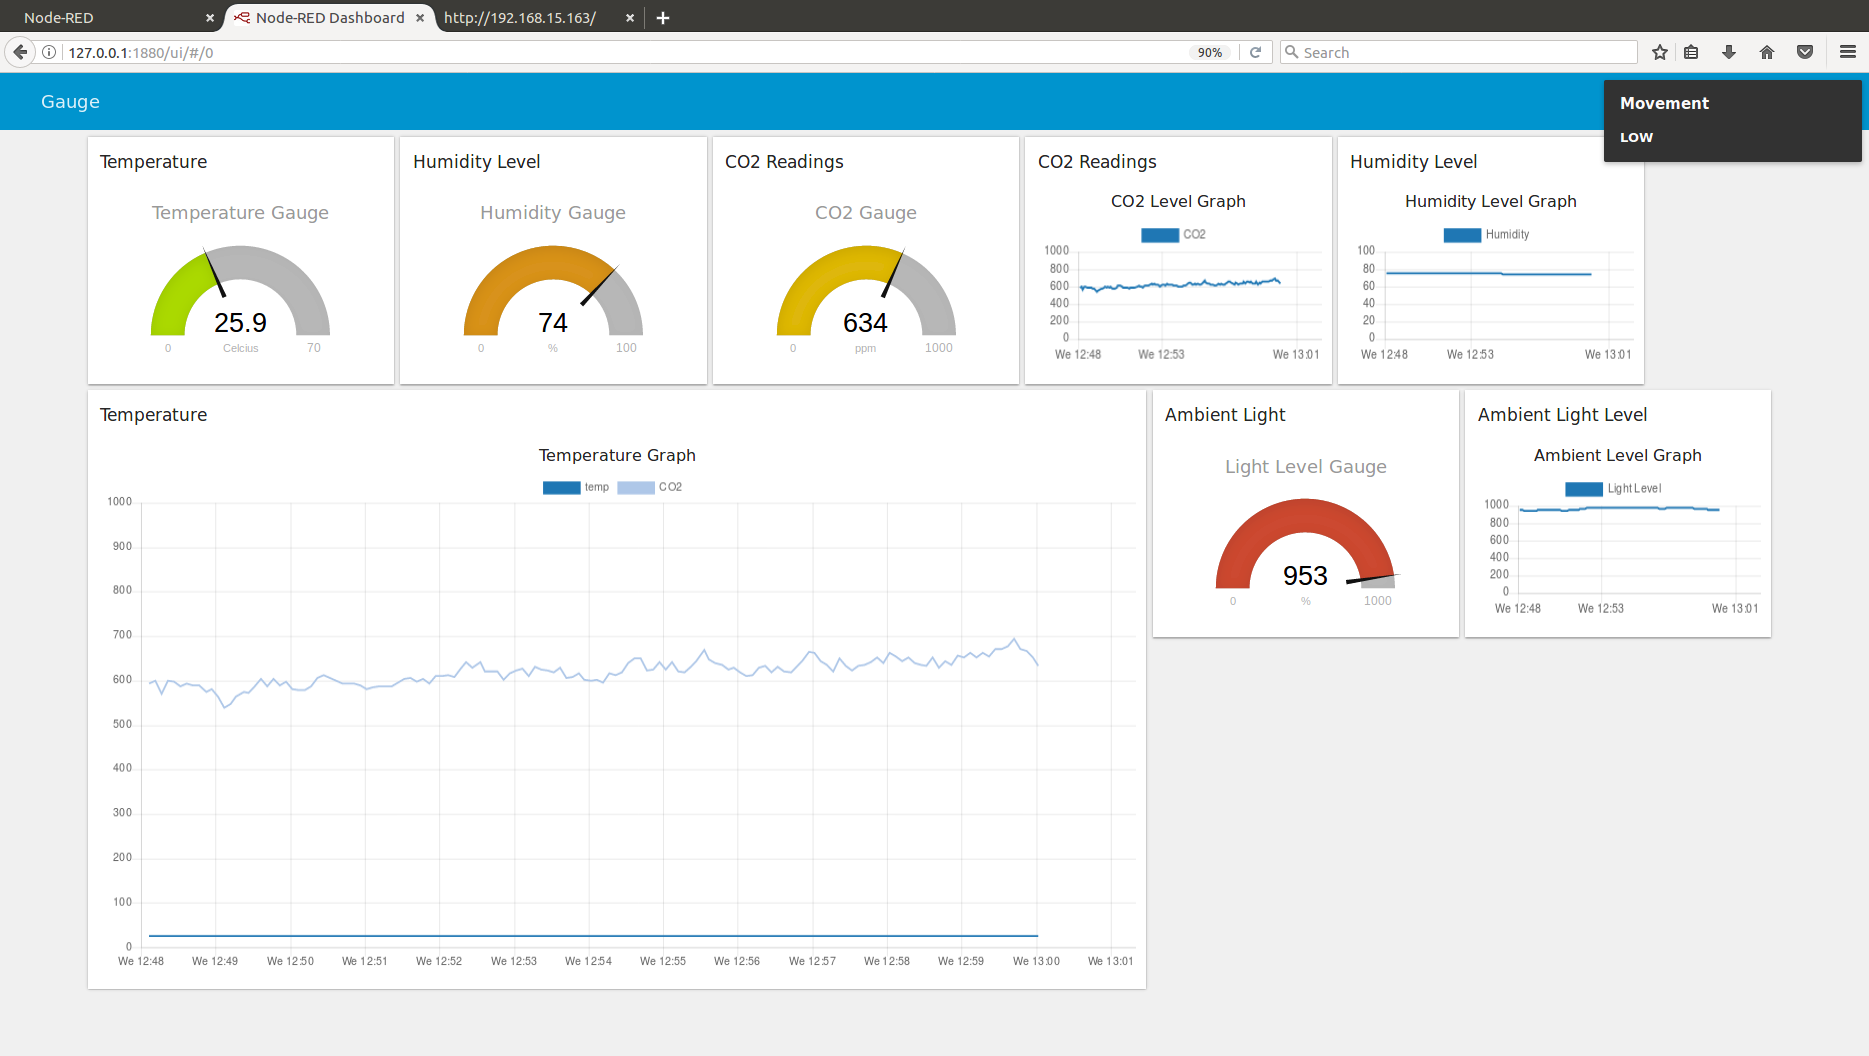 Node-RED
Node-RED Dashboard
http://192.168.15.163/
127.0.0.1:1880/ui/#/0
90%
Search
Gauge
Movement
LOW
Temperature
Temperature Gauge
25.9
0 Celcius 70
Humidity Level
Humidity Gauge
74
0 % 100
CO2 Readings
CO2 Gauge
634
0 ppm 1000
CO2 Readings
CO2 Level Graph
CO2
1000
800
600
400
200
0
We 12:48 We 12:53 We 13:01
Humidity Level
Humidity Level Graph
Humidity
100
80
60
40
20
0
We 12:48 We 12:53 We 13:01
Temperature
Temperature Graph
temp CO2
1000
900
800
700
600
500
400
300
200
100
0
We 12:48 We 12:49 We 12:50 We 12:51 We 12:52 We 12:53 We 12:54 We 12:55 We 12:56 We 12:57 We 12:58 We 12:59 We 13:00 We 13:01
Ambient Light
Light Level Gauge
953
0 % 1000
Ambient Light Level
Ambient Level Graph
Light Level
1000
800
600
400
200
0
We 12:48 We 12:53 We 13:01